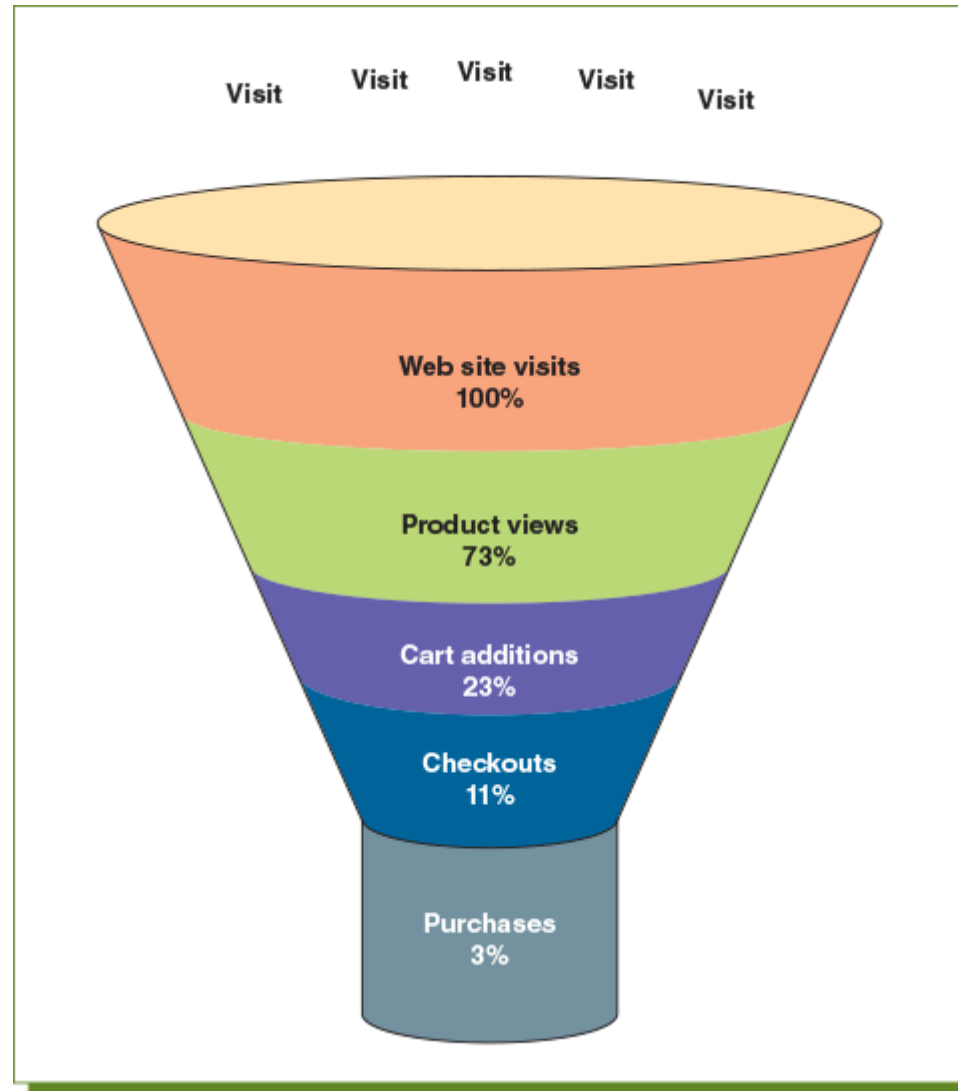 Visit
Visit
Visit
Visit
Visit
Web site visits
100%
Product views
73%
Cart additions
23%
Checkouts
11%
Purchases
3%